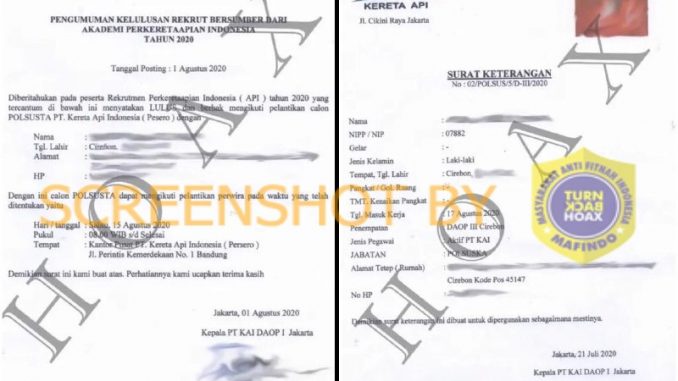 PENGUMUMAN KELULUSAN REKRUT BERSUMBER DARI
AKADEMI PERKERETAAPIAN INDONESIA
TAHUN 2020
Tanggal Posting : 1 Agustus 2020
Diberitahukan pada peserta Rekrutmen Perkeretaapian Indonesia ( API ) tahun 2020 yang
tercantum di bawah ini menyatakan LULUS dan berhak mengikuti pelantikan calon
POLSUSTA PT. Kereta Api Indonesia ( Pesero ) dengan
Nama :
Tgl. Lahir : Cirebon,
Alamat :
HP :
Dengan ini calon POLSUSTA dapat mengikuti pelantikan perwira pada waktu yang telah
ditentukan yaitu
Hari / tanggal : Sabtu, 15 Agustus 2020
Pukul : 08.00 WIB s/d Selesai
Tempat : Kantor Pusat PT. Kereta Api Indonesia ( Persero )
Jl. Perintis Kemerdekaan No. 1 Bandung
Demikian surat ini kami buat atas. Perhatiannya kami ucapkan terima kasih
Jakarta, 01 Agustus 2020
Kepala PT KAI DAOP I Jakarta
KERETA API
Jl. Cikini Raya Jakarta
SURAT KETERANGAN
No : 02/POLSUS/5/D-III/2020
Nama :
NIPP / NIP : 07882
Gelar : -
Jenis Kelamin : Laki-laki
Tempat, Tgl. Lahir : Cirebon,
Pangkat / Gol. Ruang : -
TMT. Kenaikan Pangkat : -
Tgl. Masuk Kerja : 17 Agustus 2020
Penempatan : DAOP III Cirebon
Jenis Pegawai : Aktif PT KAI
JABATAN : POLSUSKA
Alamat Tetap ( Rumah ) :
Cirebon Kode Pos 45147
No HP :
Demikian surat keterangan ini dibuat untuk dipergunakan sebagaimana mestinya.
Jakarta, 21 Juli 2020
Kepala PT KAI DAOP I Jakarta
SCREENSHOT BY
MASYARAKAT ANTI FITNAH INDONESIA
TURN
BACK
HOAX
MAFINDO
HOAX
HOAX